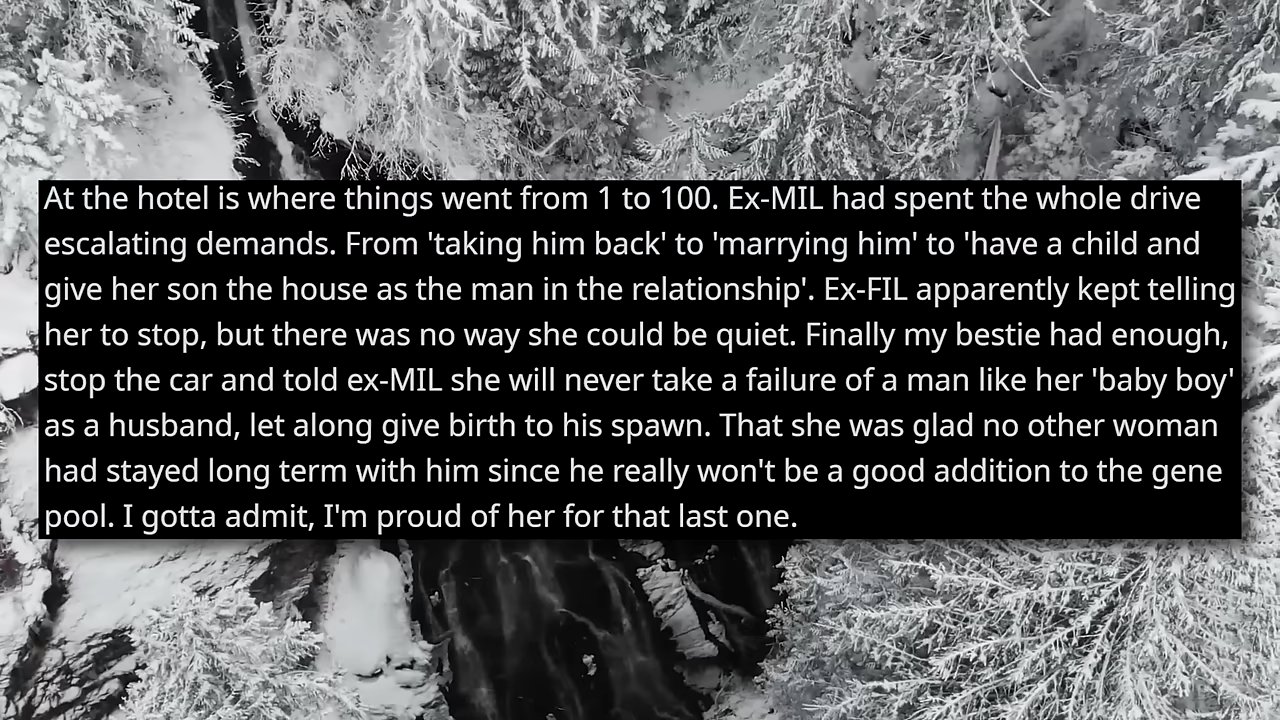 At the hotel is where things went from 1 to 100. Ex-MIL had spent the whole drive
escalating demands. From 'taking him back' to 'marrying him' to 'have a child and
give her son the house as the man in the relationship'. Ex-FIL apparently kept telling
her to stop, but there was no way she could be quiet. Finally my bestie had enough,
stop the car and told ex-MIL she will never take a failure of a man like her 'baby boy'
as a husband, let along give birth to his spawn. That she was glad no other woman
had stayed long term with him since he really won't be a good addition to the gene
pool. I gotta admit, I'm proud of her for that last one.